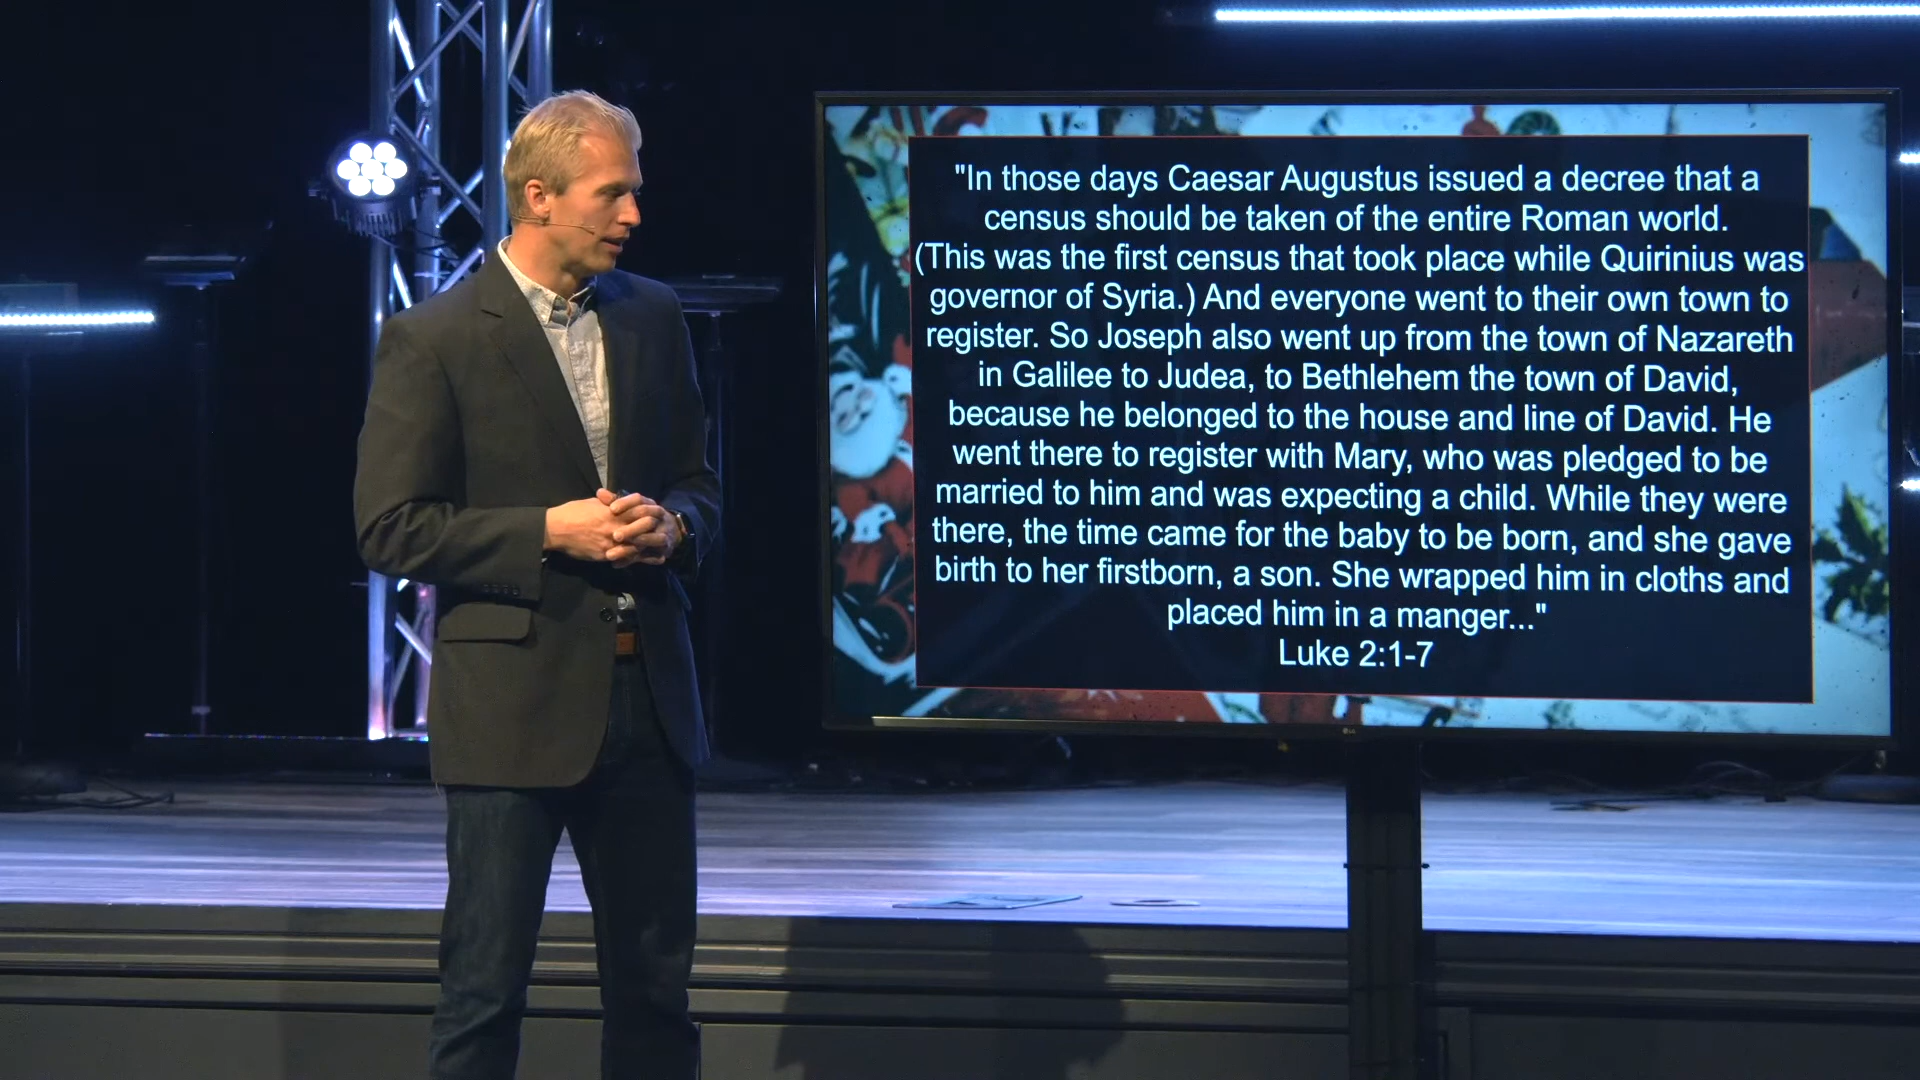 "In those days Caesar Augustus issued a decree that a
census should be taken of the entire Roman world.
(This was the first census that took place while Quirinius was
governor of Syria.) And everyone went to their own town to
register. So Joseph also went up from the town of Nazareth
in Galilee to Judea, to Bethlehem the town of David,
because he belonged to the house and line of David. He
went there to register with Mary, who was pledged to be
married to him and was expecting a child. While they were
there, the time came for the baby to be born, and she gave
birth to her firstborn, a son. She wrapped him in cloths and
placed him in a manger..."
Luke 2:1-7
LG